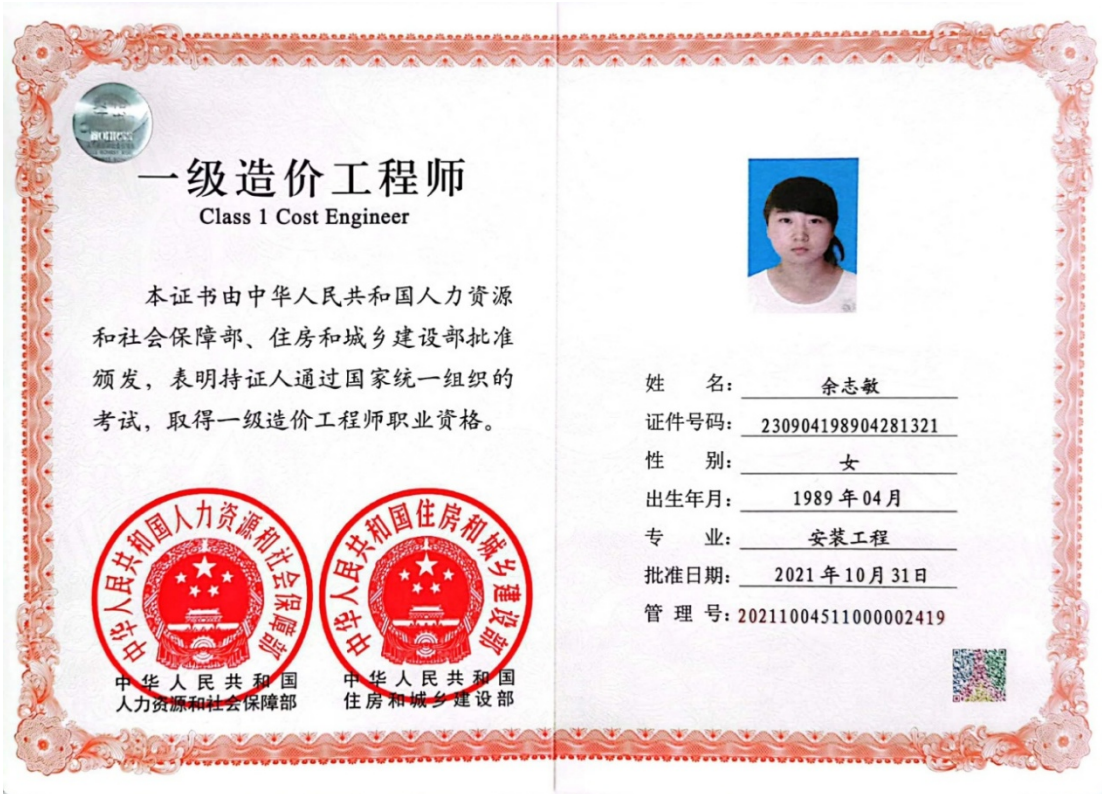 一级造价工程师
Class 1 Cost Engineer
本证书由中华人民共和国人力资源
和社会保障部、住房和城乡建设部批准
颁发，表明持证人通过国家统一组织的
考试，取得一级造价工程师职业资格。
中华人民共和国人力资源和社会保障部
中华人民共和国住房和城乡建设部
中华人民共和国
人力资源和社会保障部
中华人民共和国
住房和城乡建设部
姓 名：余志敏
证件号码：230904198904281321
性 别：女
出生年月：1989年04月
专 业：安装工程
批准日期：2021年10月31日
管 理 号：20211004511000002419